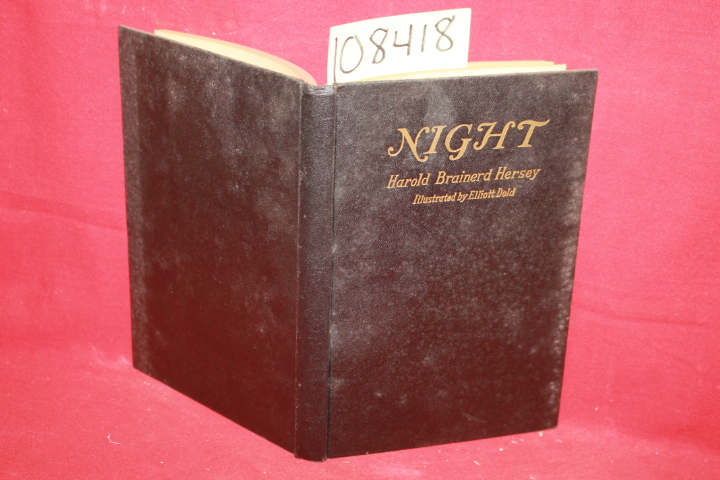 108418
NIGHT
Harold Brainerd Hersey
Illustrated by Elliott Dold